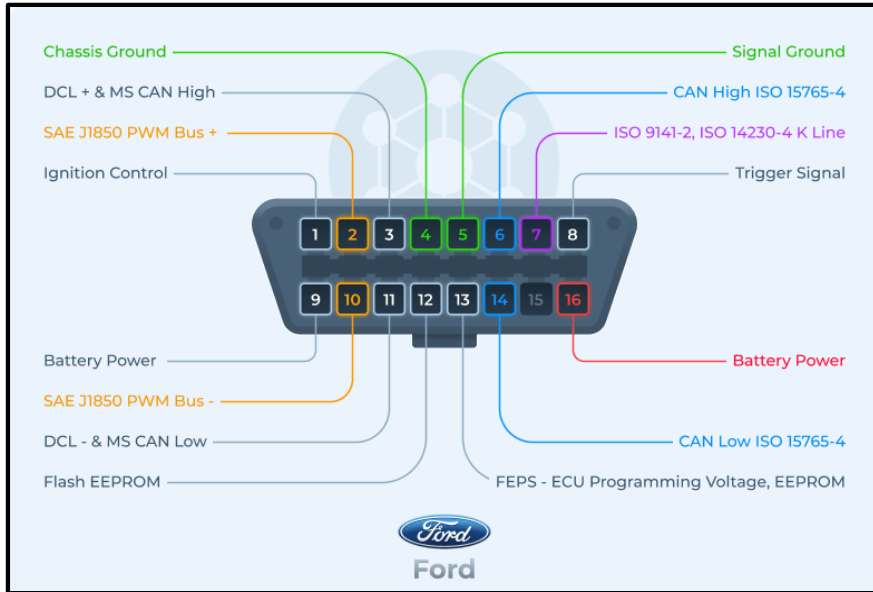 Chassis Ground
Signal Ground
DCL + & MS CAN High
CAN High ISO 15765-4
SAE J1850 PWM Bus +
ISO 9141-2, ISO 14230-4 K Line
Ignition Control
Trigger Signal
1 2 3 4 5 6 7 8
9 10 11 12 13 14 15 16
Battery Power
Battery Power
SAE J1850 PWM Bus -
DCL - & MS CAN Low
CAN Low ISO 15765-4
Flash EEPROM
FEPS - ECU Programming Voltage, EEPROM
Ford
Ford